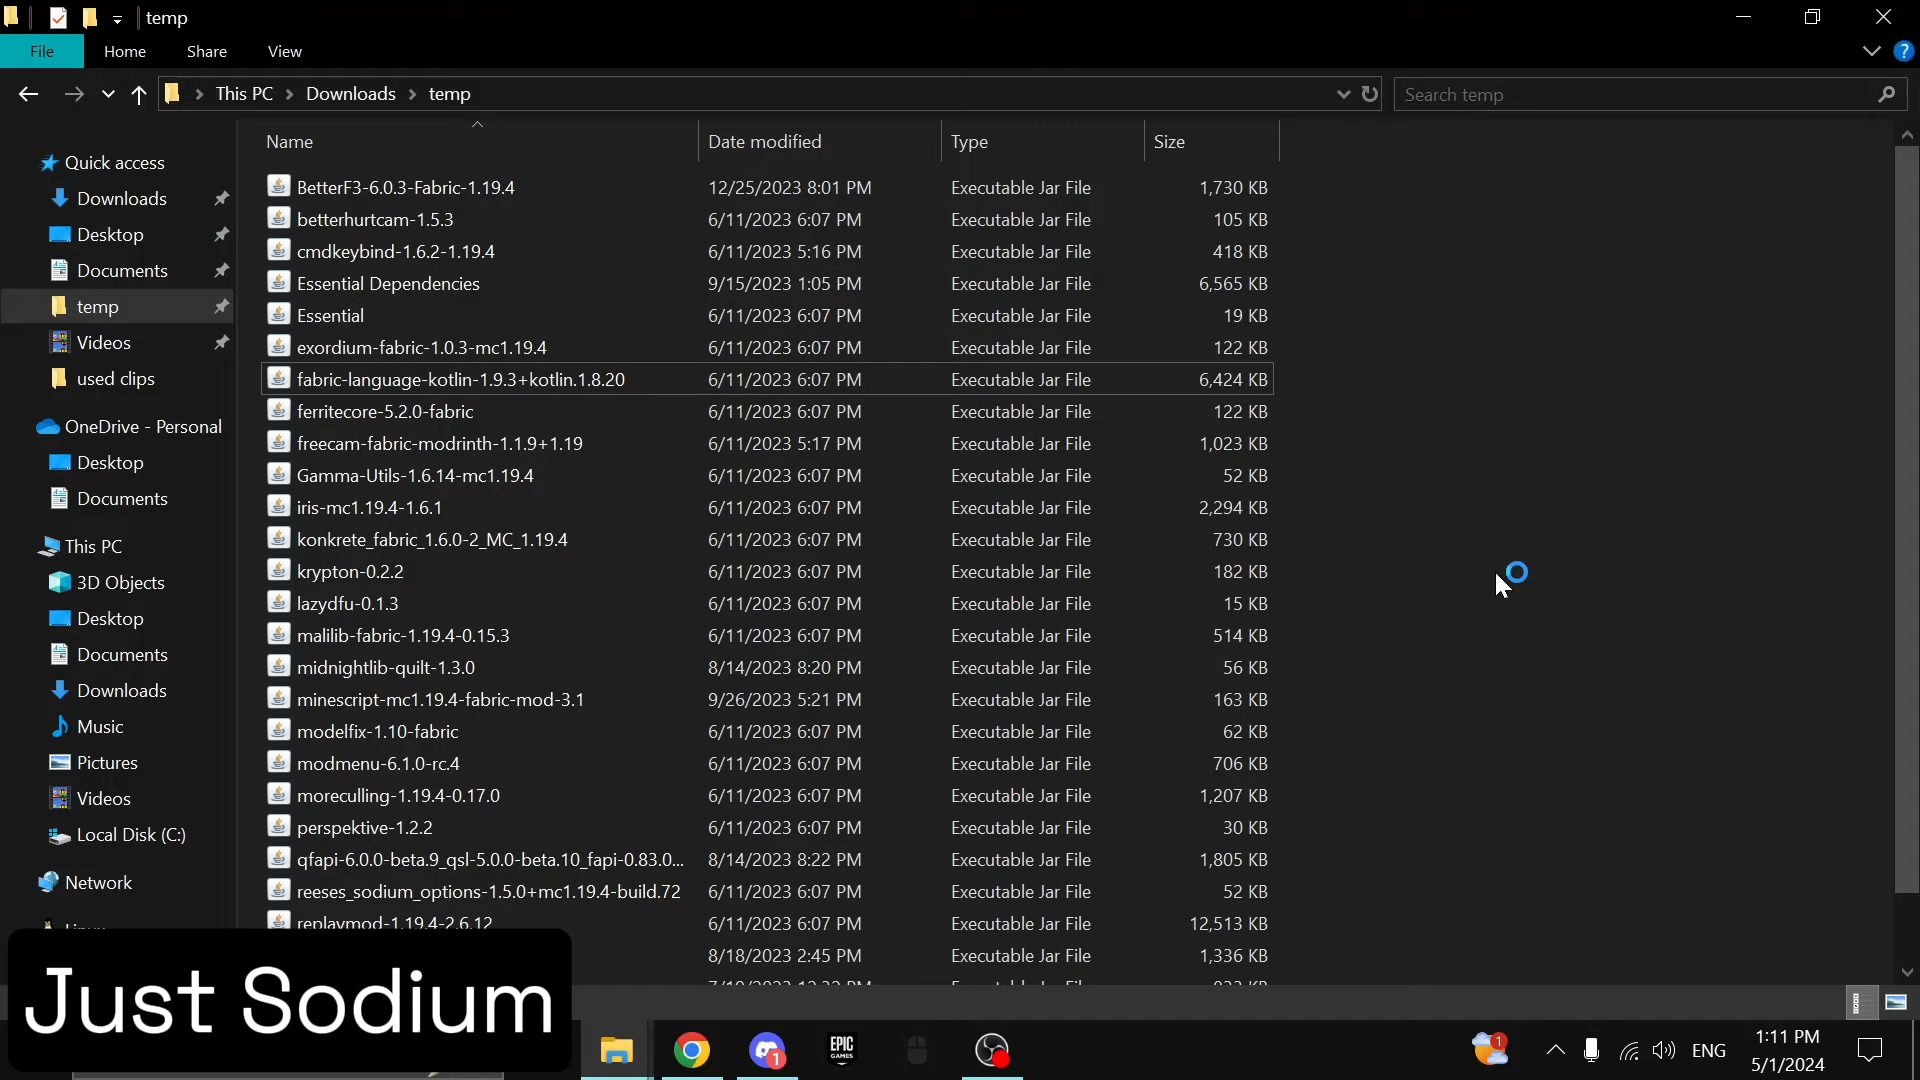 temp
File Home Share View
This PC Downloads temp
Search temp
Name Date modified Type Size
Quick access
Downloads
Desktop
Documents
temp
Videos
used clips
OneDrive - Personal
Desktop
Documents
This PC
3D Objects
Desktop
Documents
Downloads
Music
Pictures
Videos
Local Disk (C:)
Network
BetterF3-6.0.3-Fabric-1.19.4 12/25/2023 8:01 PM Executable Jar File 1,730 KB
betterhurtcam-1.5.3 6/11/2023 6:07 PM Executable Jar File 105 KB
cmdkeybind-1.6.2-1.19.4 6/11/2023 5:16 PM Executable Jar File 418 KB
Essential Dependencies 9/15/2023 1:05 PM Executable Jar File 6,565 KB
Essential 6/11/2023 6:07 PM Executable Jar File 19 KB
exordium-fabric-1.0.3-mc1.19.4 6/11/2023 6:07 PM Executable Jar File 122 KB
fabric-language-kotlin-1.9.3+kotlin.1.8.20 6/11/2023 6:07 PM Executable Jar File 6,424 KB
ferritecore-5.2.0-fabric 6/11/2023 6:07 PM Executable Jar File 122 KB
freecam-fabric-modrinth-1.1.9+1.19 6/11/2023 5:17 PM Executable Jar File 1,023 KB
Gamma-Utils-1.6.14-mc1.19.4 6/11/2023 6:07 PM Executable Jar File 52 KB
iris-mc1.19.4-1.6.1 6/11/2023 6:07 PM Executable Jar File 2,294 KB
konkrete_fabric_1.6.0-2_MC_1.19.4 6/11/2023 6:07 PM Executable Jar File 730 KB
krypton-0.2.2 6/11/2023 6:07 PM Executable Jar File 182 KB
lazydfu-0.1.3 6/11/2023 6:07 PM Executable Jar File 15 KB
malilib-fabric-1.19.4-0.15.3 6/11/2023 6:07 PM Executable Jar File 514 KB
midnightlib-quilt-1.3.0 8/14/2023 8:20 PM Executable Jar File 56 KB
minescript-mc1.19.4-fabric-mod-3.1 9/26/2023 5:21 PM Executable Jar File 163 KB
modelfix-1.10-fabric 6/11/2023 6:07 PM Executable Jar File 62 KB
modmenu-6.1.0-rc.4 6/11/2023 6:07 PM Executable Jar File 706 KB
moreculling-1.19.4-0.17.0 6/11/2023 6:07 PM Executable Jar File 1,207 KB
perspektive-1.2.2 6/11/2023 6:07 PM Executable Jar File 30 KB
qfapi-6.0.0-beta.9_qsl-5.0.0-beta.10_fapi-0.83.0... 8/14/2023 8:22 PM Executable Jar File 1,805 KB
reeses_sodium_options-1.5.0+mc1.19.4-build.72 6/11/2023 6:07 PM Executable Jar File 52 KB
replaymod-1.19.4-2.6.12 6/11/2023 6:07 PM Executable Jar File 12,513 KB
8/18/2023 2:45 PM Executable Jar File 1,336 KB
Just Sodium
1
EPIC GAMES
1
ENG
1:11 PM
5/1/2024